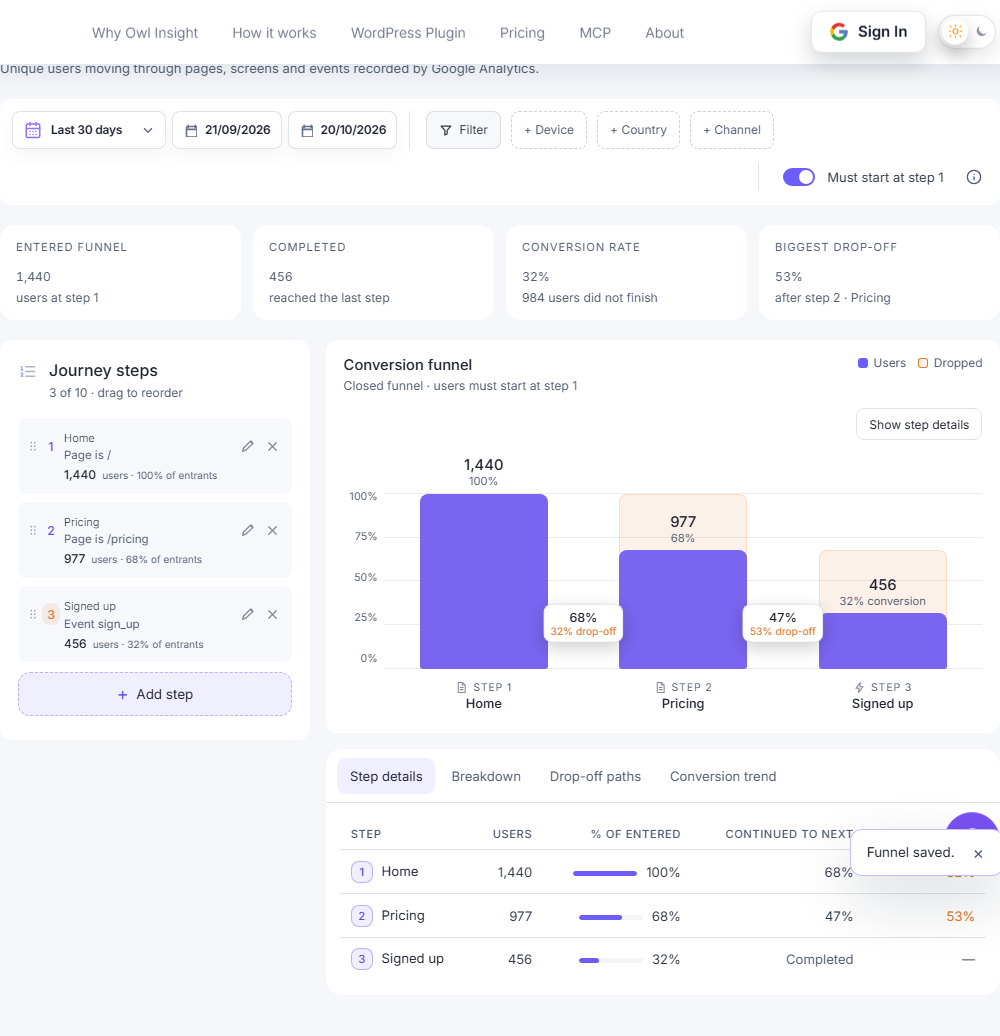 Why Owl Insight
How it works
WordPress Plugin
Pricing
MCP
About
Sign In
Unique users moving through pages, screens and events recorded by Google Analytics.
Last 30 days
21/09/2026
20/10/2026
Filter
+ Device
+ Country
+ Channel
Must start at step 1
ENTERED FUNNEL
1,440
users at step 1
COMPLETED
456
reached the last step
CONVERSION RATE
32%
984 users did not finish
BIGGEST DROP-OFF
53%
after step 2 · Pricing
Journey steps
3 of 10 · drag to reorder
1
Home
Page is /
1,440 users · 100% of entrants
2
Pricing
Page is /pricing
977 users · 68% of entrants
3
Signed up
Event sign_up
456 users · 32% of entrants
+ Add step
Conversion funnel
Closed funnel · users must start at step 1
Users
Dropped
Show step details
1,440
100%
977
68%
456
32% conversion
100%
75%
50%
25%
0%
68%
32% drop-off
47%
53% drop-off
STEP 1
Home
STEP 2
Pricing
STEP 3
Signed up
Step details
Breakdown
Drop-off paths
Conversion trend
STEP USERS % OF ENTERED CONTINUED TO NEXT
1 Home 1,440 100% 68%
2 Pricing 977 68% 47% 53%
3 Signed up 456 32% Completed —
Funnel saved.